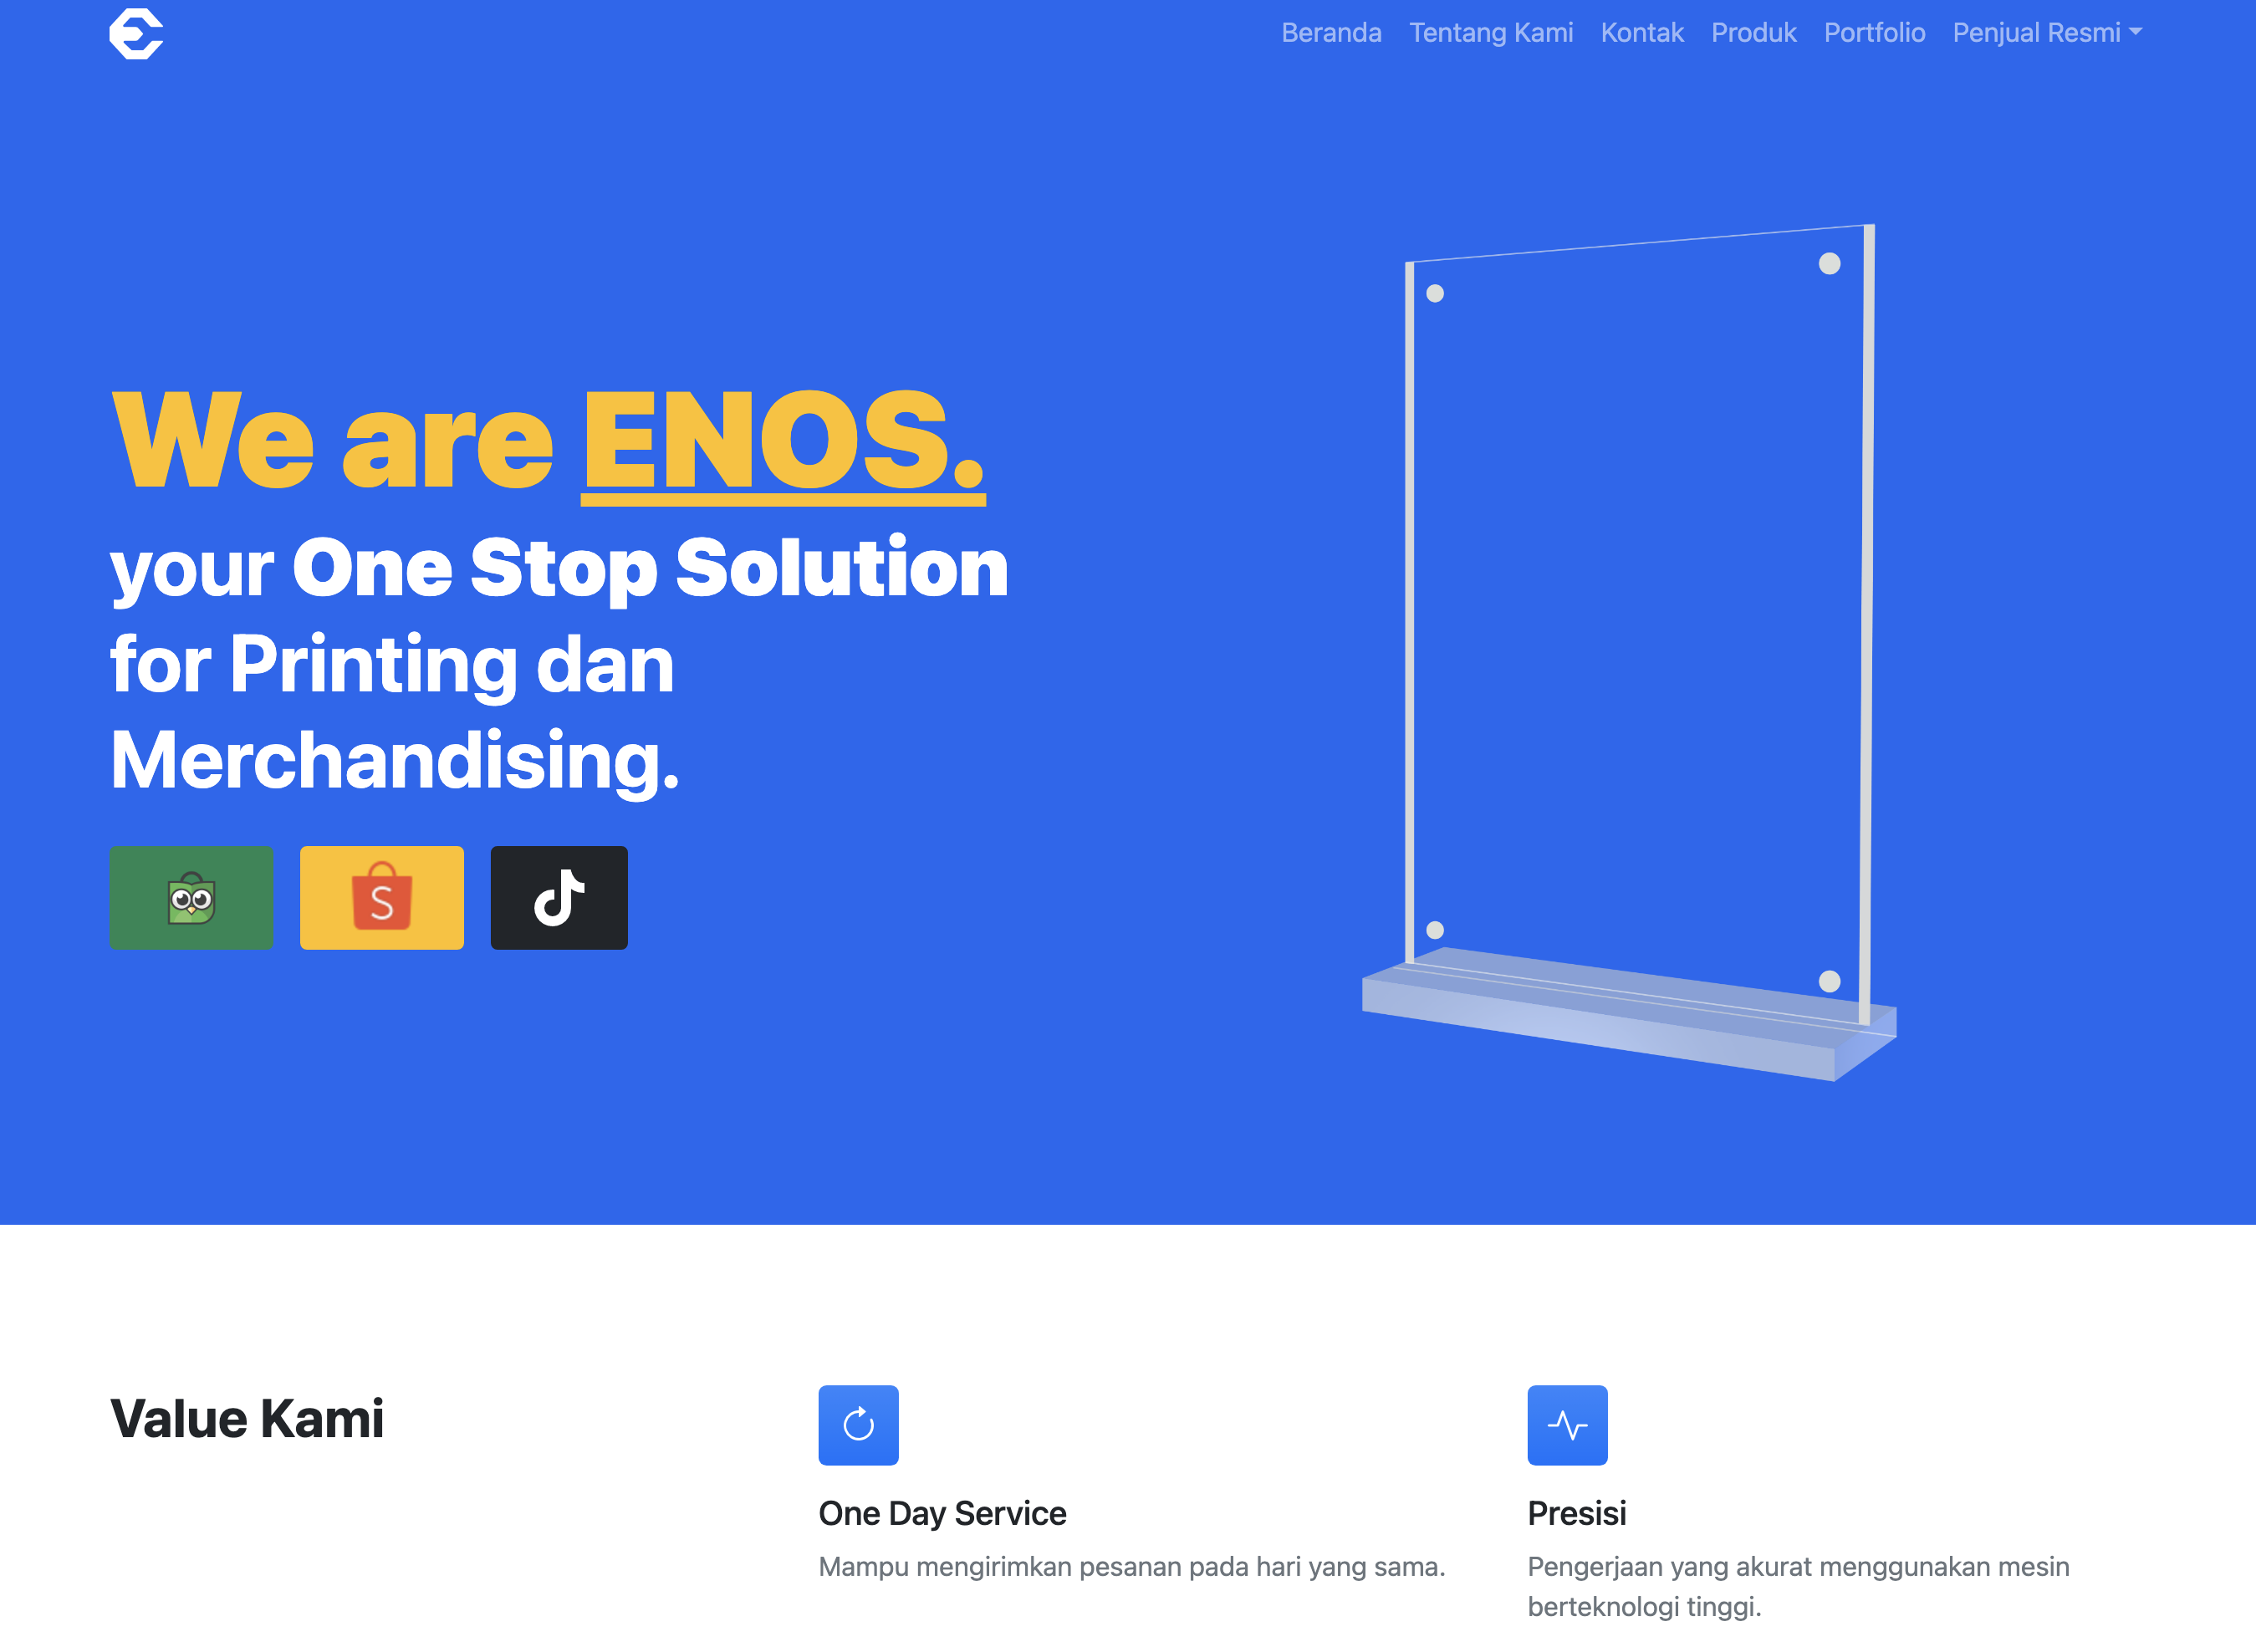 Beranda Tentang Kami Kontak Produk Portfolio Penjual Resmi
We are ENOS.
your One Stop Solution
for Printing dan
Merchandising.
S
Value Kami
One Day Service
Mampu mengirimkan pesanan pada hari yang sama.
Presisi
Pengerjaan yang akurat menggunakan mesin
berteknologi tinggi.